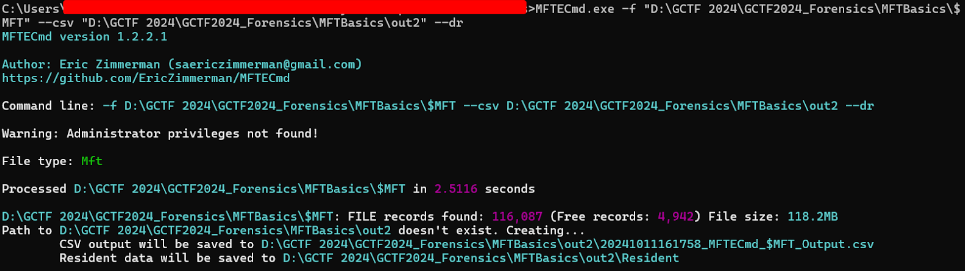 C:\Users\ >MFTECmd.exe -f "D:\GCTF 2024\GCTF2024_Forensics\MFTBasics\$
MFT" --csv "D:\GCTF 2024\GCTF2024_Forensics\MFTBasics\out2" --dr
MFTECmd version 1.2.2.1
Author: Eric Zimmerman (saericzimmerman@gmail.com)
https://github.com/EricZimmerman/MFTECmd
Command line: -f D:\GCTF 2024\GCTF2024_Forensics\MFTBasics\$MFT --csv D:\GCTF 2024\GCTF2024_Forensics\MFTBasics\out2 --dr
Warning: Administrator privileges not found!
File type: Mft
Processed D:\GCTF 2024\GCTF2024_Forensics\MFTBasics\$MFT in 2.5116 seconds
D:\GCTF 2024\GCTF2024_Forensics\MFTBasics\$MFT: FILE records found: 116,087 (Free records: 4,942) File size: 118.2MB
Path to D:\GCTF 2024\GCTF2024_Forensics\MFTBasics\out2 doesn't exist. Creating...
CSV output will be saved to D:\GCTF 2024\GCTF2024_Forensics\MFTBasics\out2\20241011161758_MFTECmd_$MFT_Output.csv
Resident data will be saved to D:\GCTF 2024\GCTF2024_Forensics\MFTBasics\out2\Resident